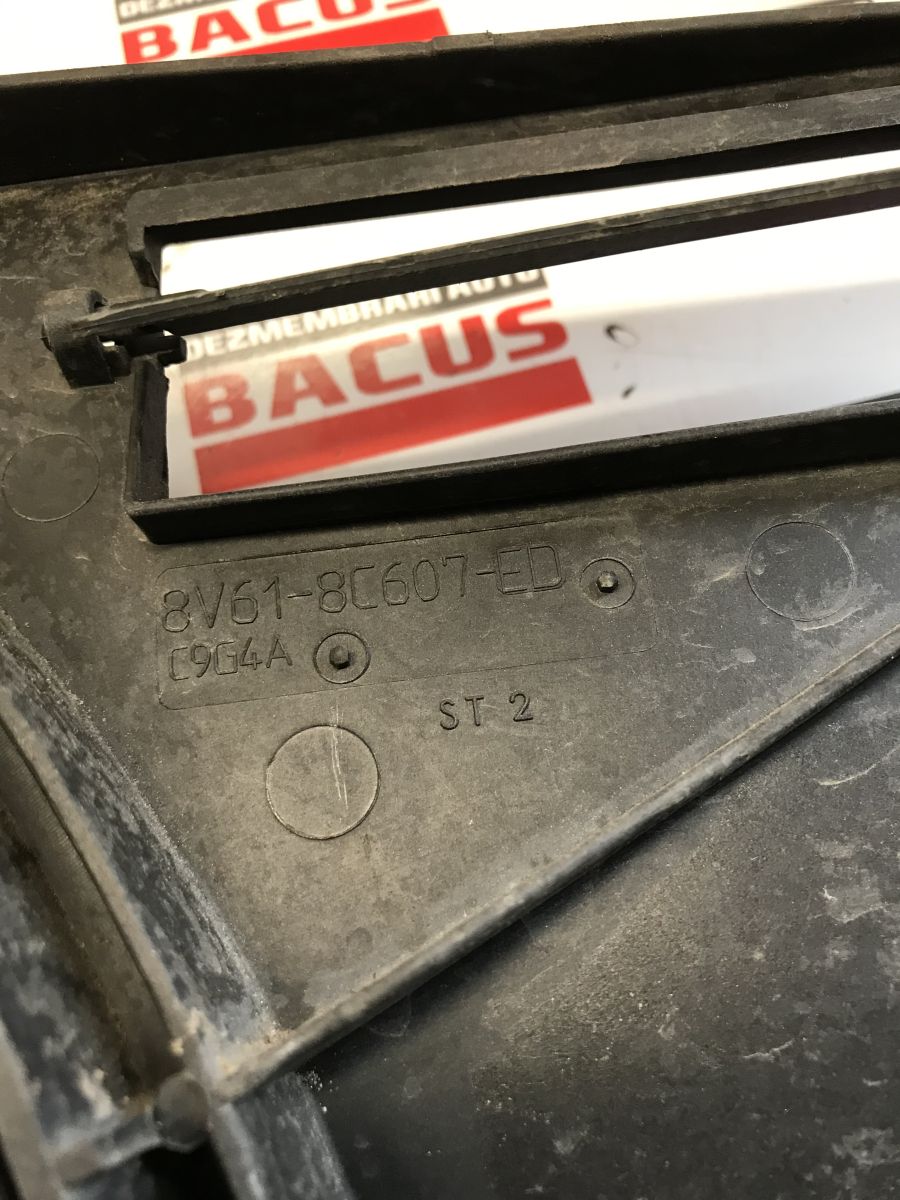 DEZMEMBRARI AUTO
BACUS
DEZMEMBRARI AUTO
BACUS
8V61-8C607-ED
C9G4A
ST 2